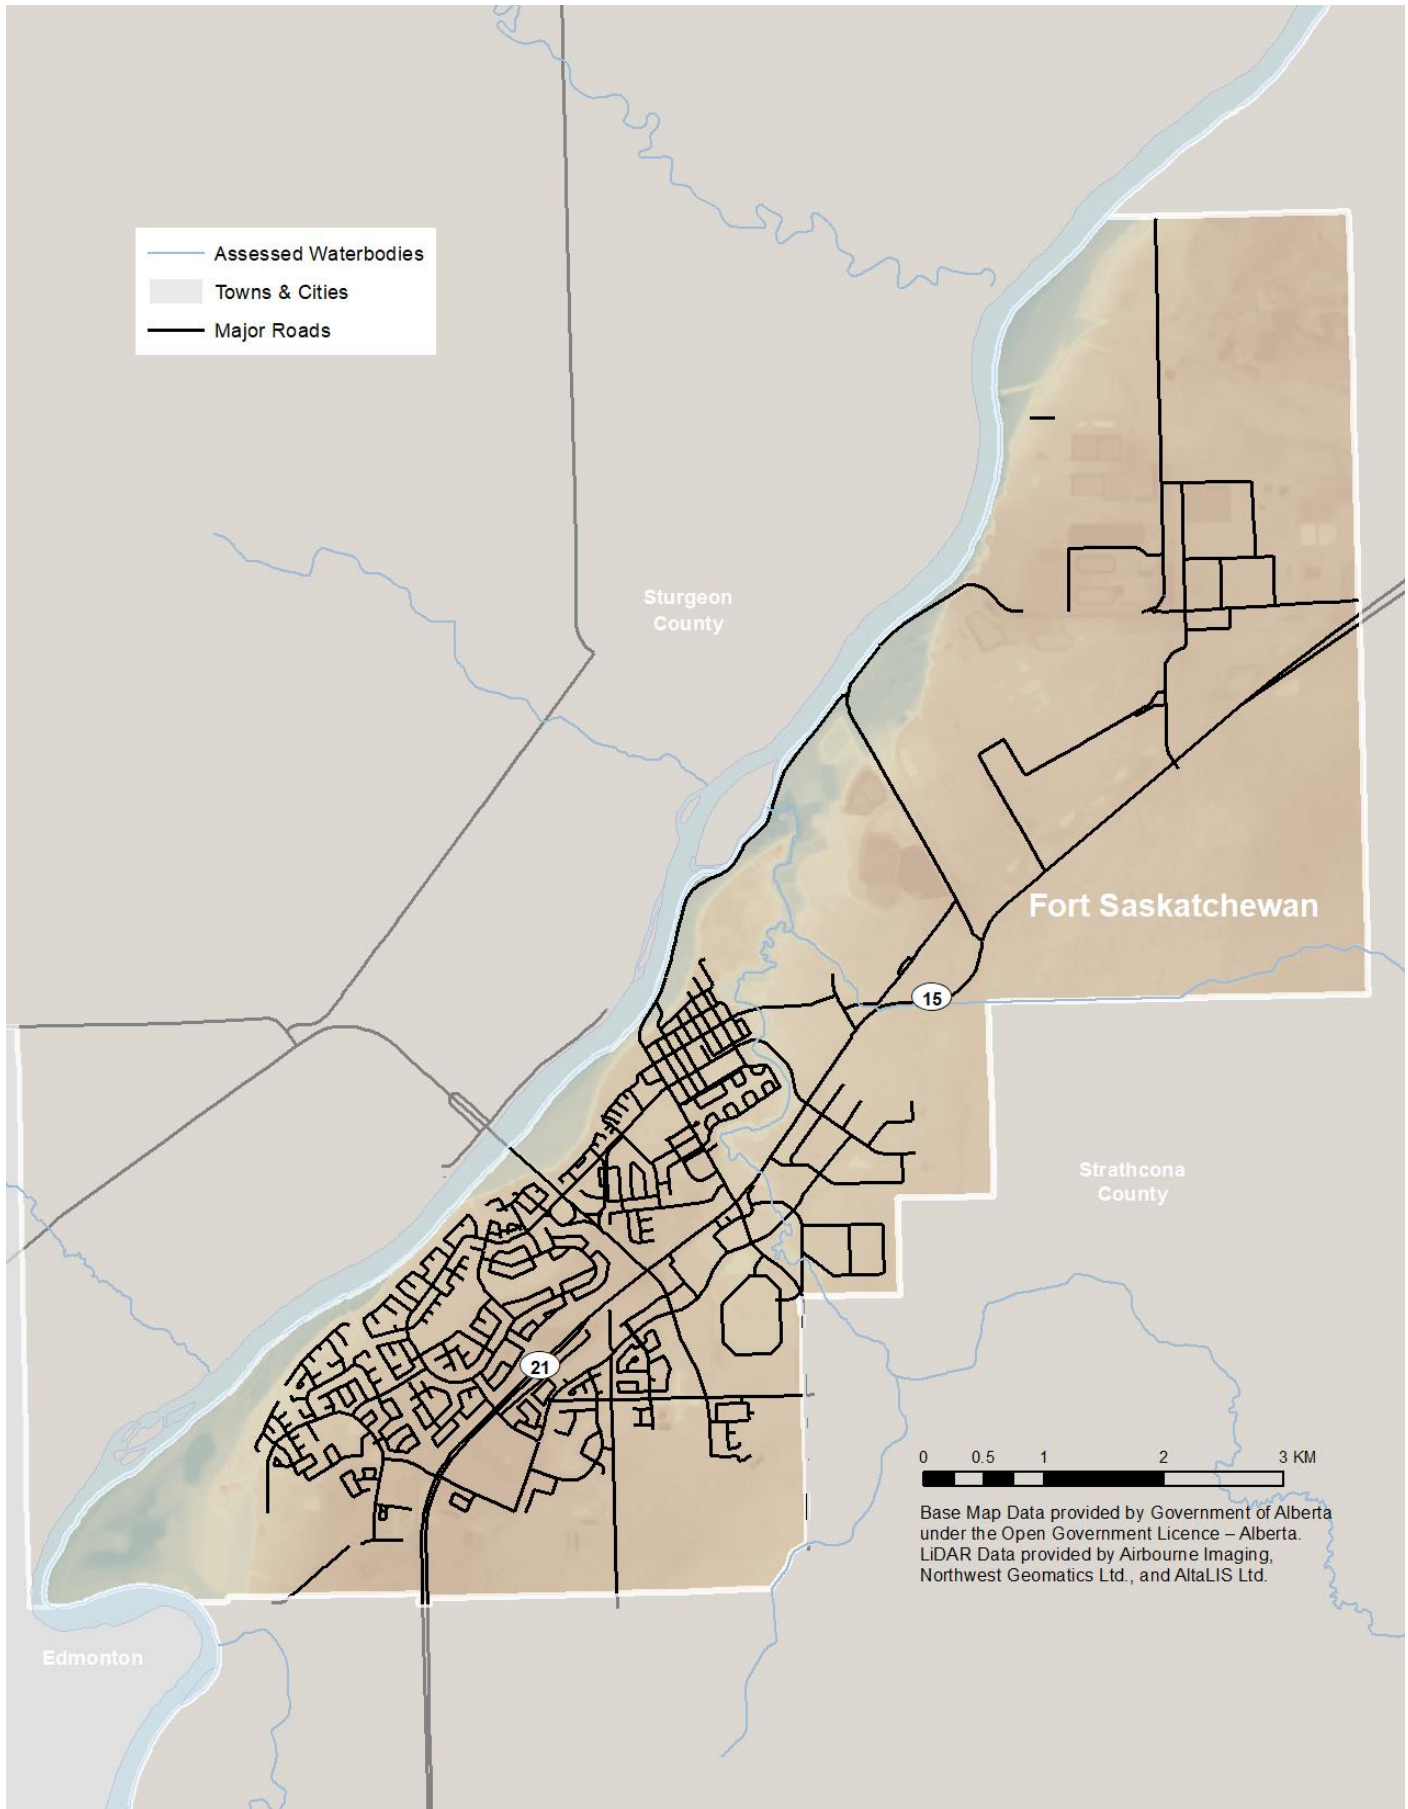 Assessed Waterbodies
Towns & Cities
Major Roads
Sturgeon
County
Fort Saskatchewan
15
Strathcona
County
21
0 0.5 1 2 3 KM
Base Map Data provided by Government of Alberta
under the Open Government Licence – Alberta.
LiDAR Data provided by Airbourne Imaging,
Northwest Geomatics Ltd., and AltaLIS Ltd.
Edmonton